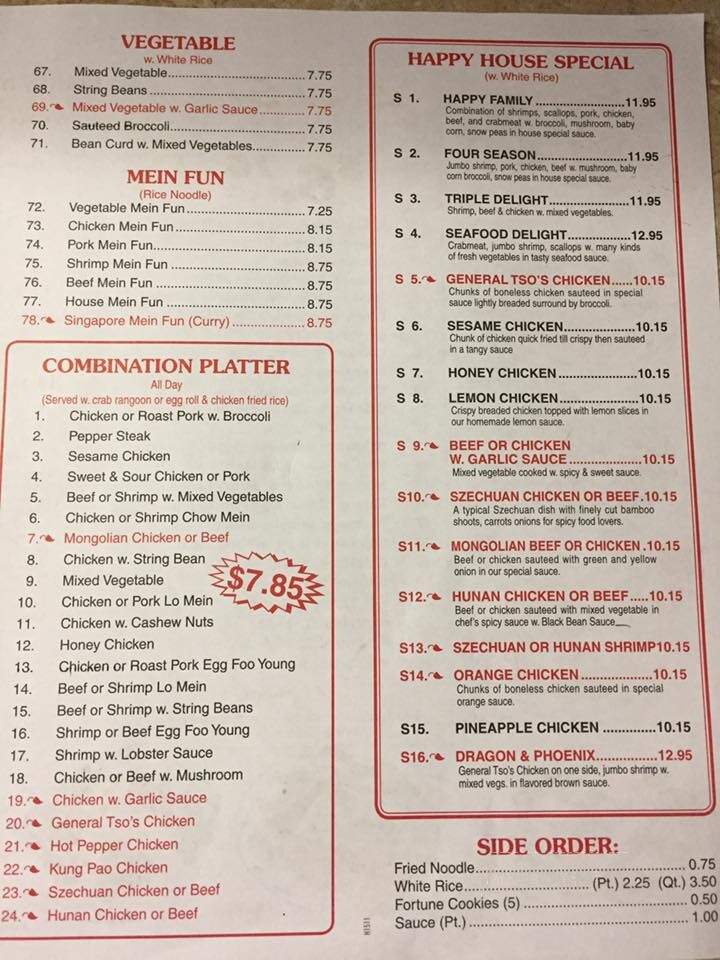 VEGETABLE
w. White Rice
67. Mixed Vegetable 7.75
68. String Beans 7.75
69. Mixed Vegetable w. Garlic Sauce 7.75
70. Sauteed Broccoli 7.75
71. Bean Curd w. Mixed Vegetables 7.75
MEIN FUN
(Rice Noodle)
72. Vegetable Mein Fun 7.25
73. Chicken Mein Fun 8.15
74. Pork Mein Fun 8.15
75. Shrimp Mein Fun 8.75
76. Beef Mein Fun 8.75
77. House Mein Fun 8.75
78. Singapore Mein Fun (Curry) 8.75
COMBINATION PLATTER
All Day
(Served w. crab rangoon or egg roll & chicken fried rice)
1. Chicken or Roast Pork w. Broccoli
2. Pepper Steak
3. Sesame Chicken
4. Sweet & Sour Chicken or Pork
5. Beef or Shrimp w. Mixed Vegetables
6. Chicken or Shrimp Chow Mein
7. Mongolian Chicken or Beef
8. Chicken w. String Bean
9. Mixed Vegetable
$7.85
10. Chicken or Pork Lo Mein
11. Chicken w. Cashew Nuts
12. Honey Chicken
13. Chicken or Roast Pork Egg Foo Young
14. Beef or Shrimp Lo Mein
15. Beef or Shrimp w. String Beans
16. Shrimp or Beef Egg Foo Young
17. Shrimp w. Lobster Sauce
18. Chicken or Beef w. Mushroom
19. Chicken w. Garlic Sauce
20. General Tso's Chicken
21. Hot Pepper Chicken
22. Kung Pao Chicken
23. Szechuan Chicken or Beef
24. Hunan Chicken or Beef
HAPPY HOUSE SPECIAL
(w. White Rice)
S 1. HAPPY FAMILY 11.95
Combination of shrimps, scallops, pork, chicken,
beef, and crabmeat w. broccoli, mushroom, baby
corn, snow peas in house special sauce.
S 2. FOUR SEASON 11.95
Jumbo shrimp, pork, chicken, beef w. mushroom, baby
corn broccoli, snow peas in house special sauce.
S 3. TRIPLE DELIGHT 11.95
Shrimp, beef & chicken w. mixed vegetables.
S 4. SEAFOOD DELIGHT 12.95
Crabmeat, jumbo shrimp, scallops w. many kinds
of fresh vegetables in tasty seafood sauce.
S 5. GENERAL TSO'S CHICKEN 10.15
Chunks of boneless chicken sauteed in special
sauce lightly breaded surround by broccoli.
S 6. SESAME CHICKEN 10.15
Chunk of chicken quick fried till crispy then sauteed
in a tangy sauce
S 7. HONEY CHICKEN 10.15
S 8. LEMON CHICKEN 10.15
Crispy breaded chicken topped with lemon slices in
our homemade lemon sauce.
S 9. BEEF OR CHICKEN
W. GARLIC SAUCE 10.15
Mixed vegetable cooked w. spicy & sweet sauce.
S10. SZECHUAN CHICKEN OR BEEF. 10.15
A typical Szechuan dish with finely cut bamboo
shoots, carrots onions for spicy food lovers.
S11. MONGOLIAN BEEF OR CHICKEN .10.15
Beef or chicken sauteed with green and yellow
onion in our special sauce.
S12. HUNAN CHICKEN OR BEEF 10.15
Beef or chicken sauteed with mixed vegetable in
chef's spicy sauce w. Black Bean Sauce
S13. SZECHUAN OR HUNAN SHRIMP10.15
S14. ORANGE CHICKEN 10.15
Chunks of boneless chicken sauteed in special
orange sauce.
S15. PINEAPPLE CHICKEN 10.15
S16. DRAGON & PHOENIX 12.95
General Tso's Chicken on one side, jumbo shrimp w.
mixed vegs. in flavored brown sauce.
SIDE ORDER:
Fried Noodle 0.75
White Rice (Pt.) 2.25 (Qt.) 3.50
Fortune Cookies (5) 0.50
Sauce (Pt.) 1.00